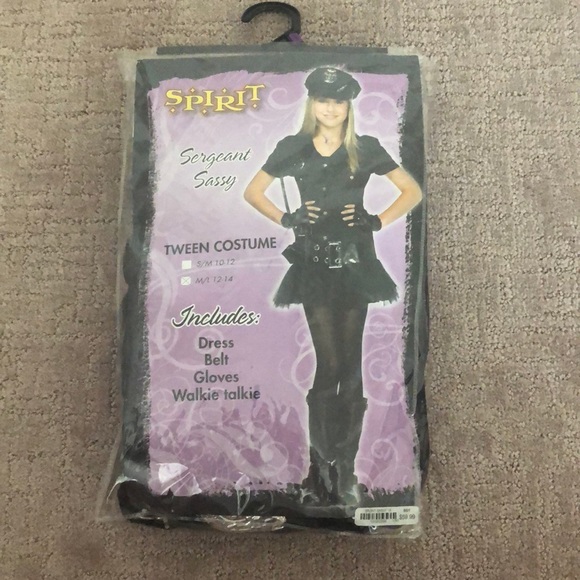 SPIRIT
Sergeant
Sassy
TWEEN COSTUME
S/M 10-12
M/L 12-14
Includes:
Dress
Belt
Gloves
Walkie talkie